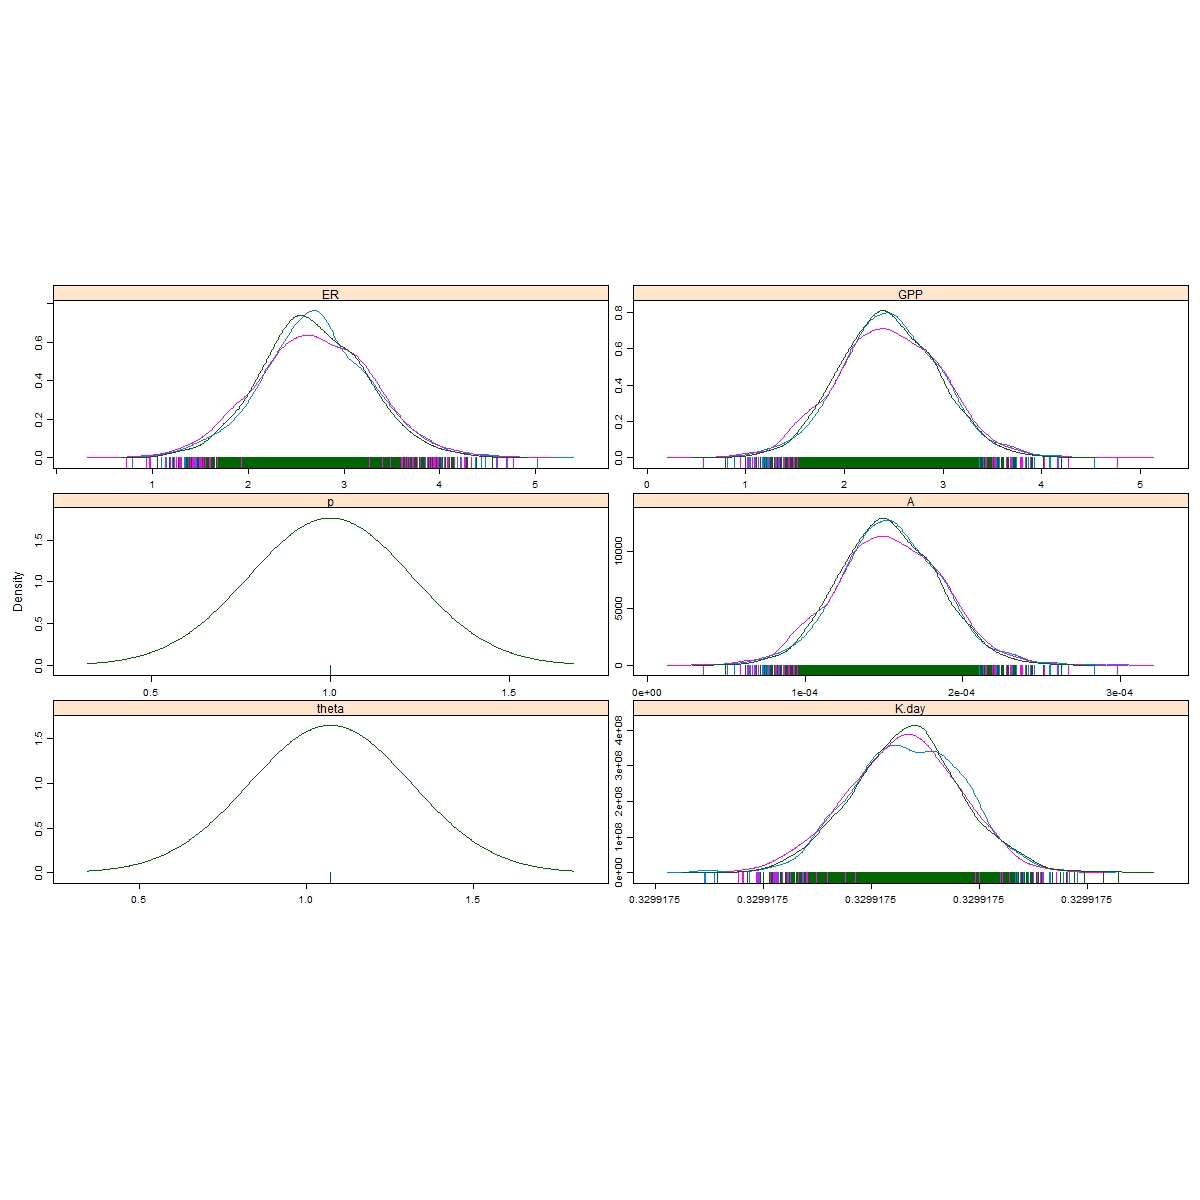 ER
GPP
0.0 0.2 0.4 0.6
0.0 0.2 0.4 0.6 0.8
1 2 3 4 5
0 1 2 3 4 5
p
A
Density
0.0 0.5 1.0 1.5
0 5000 10000
0.5 1.0 1.5
0e+00 1e-04 2e-04 3e-04
theta
K.day
0.0 0.5 1.0 1.5
0e+00 1e+08 2e+08 3e+08 4e+08
0.5 1.0 1.5
0.3299175 0.3299175 0.3299175 0.3299175 0.3299175